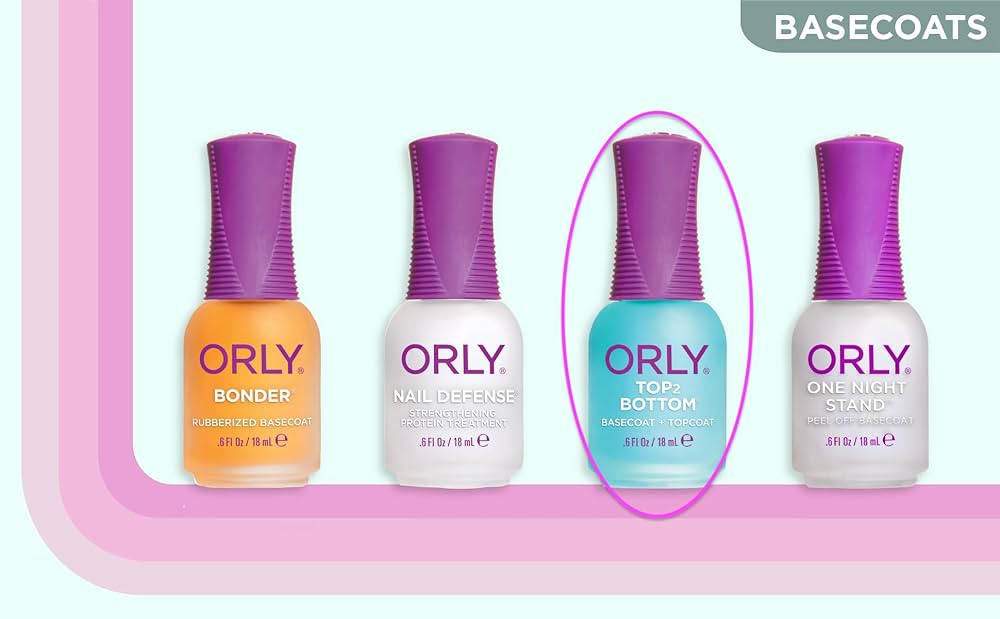 BASECOATS
ORLY®
BONDER®
RUBBERIZED BASECOAT
.6 Fl Oz / 18 mL ℮
ORLY®
NAIL DEFENSE
STRENGTHENING
PROTEIN TREATMENT
.6 Fl Oz / 18 mL ℮
ORLY®
TOP2
BOTTOM
BASECOAT + TOPCOAT
.6 Fl Oz / 18 mL ℮
ORLY®
ONE NIGHT
STAND
PEEL OFF BASECOAT
.6 Fl Oz / 18 mL ℮